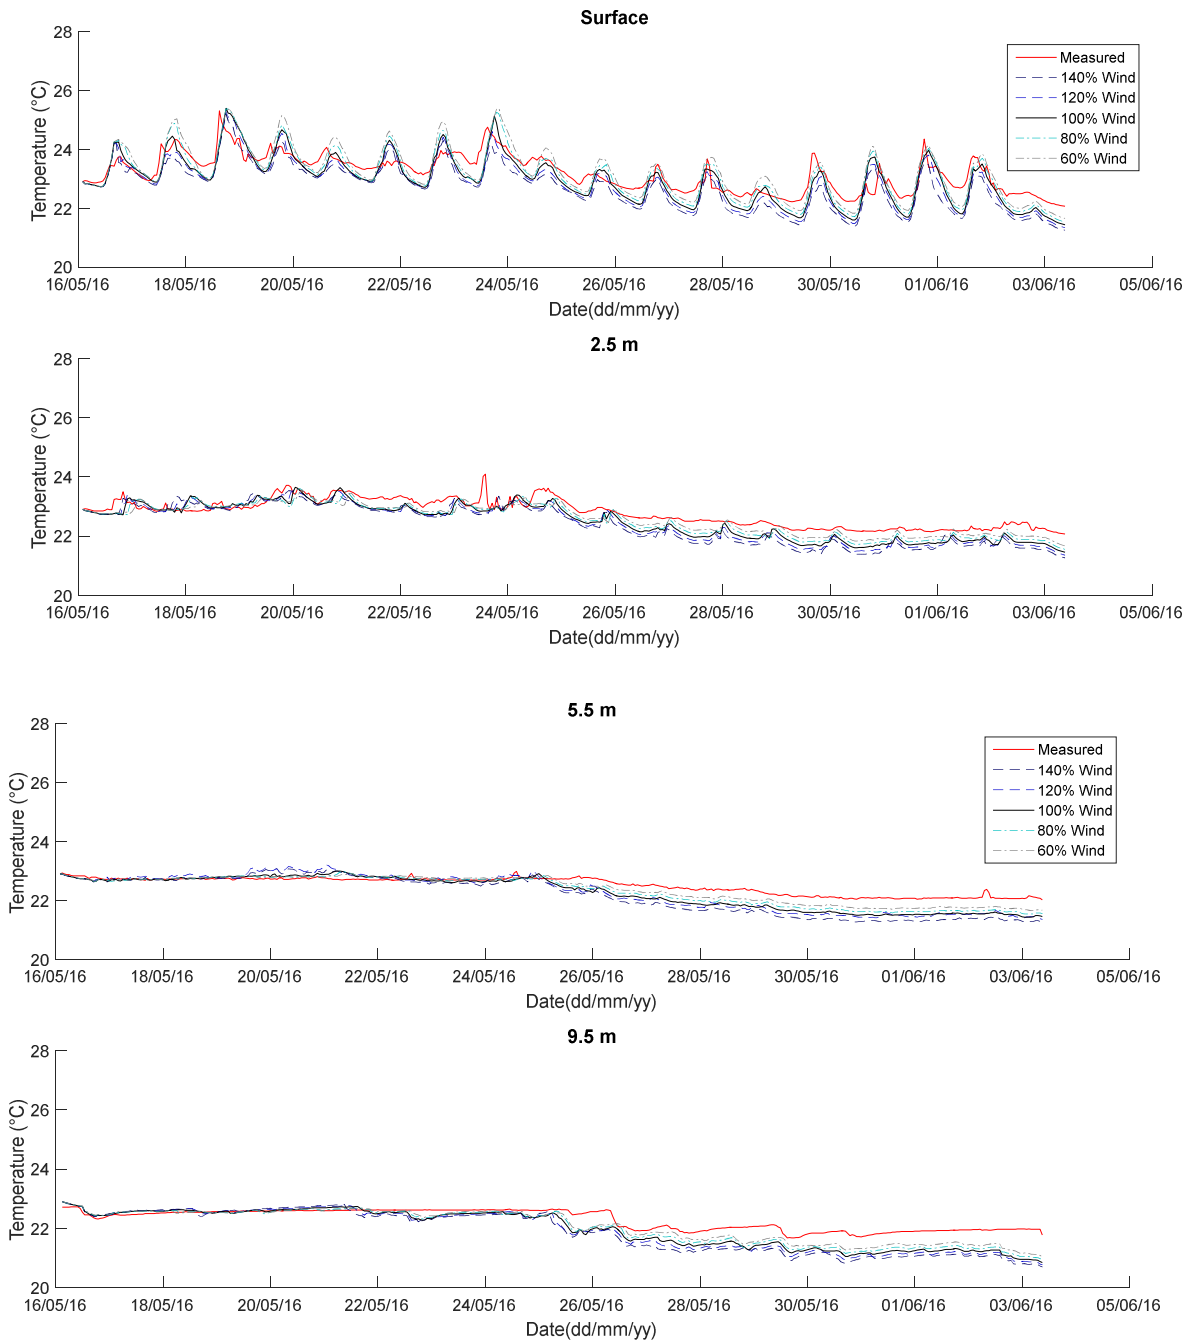 Surface
28
26
24
22
20
Temperature (°C)
Measured
140% Wind
120% Wind
100% Wind
80% Wind
60% Wind
16/05/16 18/05/16 20/05/16 22/05/16 24/05/16 26/05/16 28/05/16 30/05/16 01/06/16 03/06/16 05/06/16
Date(dd/mm/yy)
2.5 m
28
26
24
22
20
Temperature (°C)
16/05/16 18/05/16 20/05/16 22/05/16 24/05/16 26/05/16 28/05/16 30/05/16 01/06/16 03/06/16 05/06/16
Date(dd/mm/yy)
5.5 m
28
26
24
22
20
Temperature (°C)
Measured
140% Wind
120% Wind
100% Wind
80% Wind
60% Wind
16/05/16 18/05/16 20/05/16 22/05/16 24/05/16 26/05/16 28/05/16 30/05/16 01/06/16 03/06/16 05/06/16
Date(dd/mm/yy)
9.5 m
28
26
24
22
20
Temperature (°C)
16/05/16 18/05/16 20/05/16 22/05/16 24/05/16 26/05/16 28/05/16 30/05/16 01/06/16 03/06/16 05/06/16
Date(dd/mm/yy)